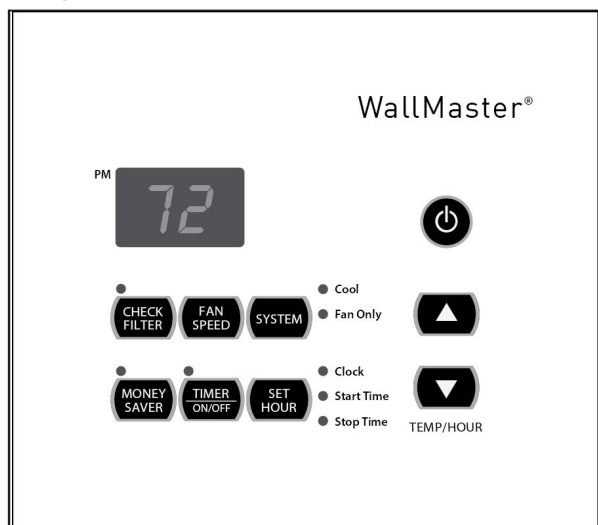 WallMaster®
PM
72
CHECK
FILTER
FAN
SPEED
SYSTEM
Cool
Fan Only
MONEY
SAVER
TIMER
ON/OFF
SET
HOUR
Clock
Start Time
Stop Time
TEMP/HOUR